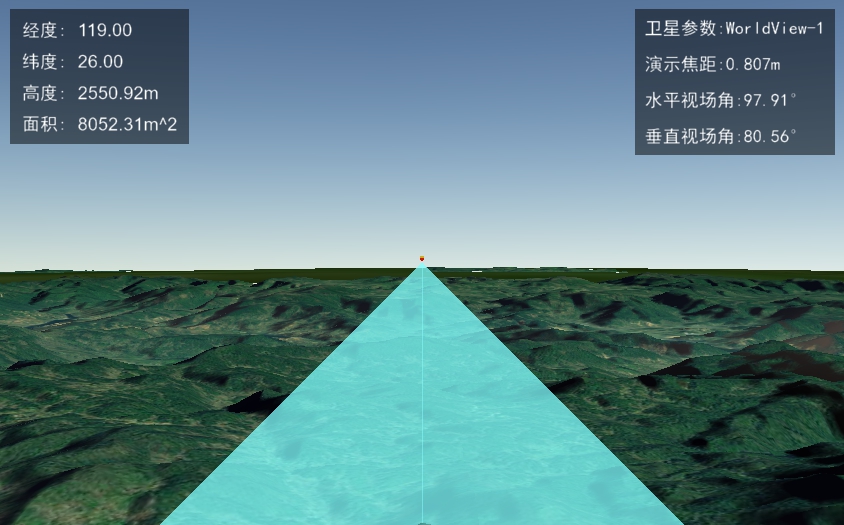 经度: 119.00
纬度: 26.00
高度: 2550.92m
面积: 8052.31m^2
卫星参数:WorldView-1
演示焦距:0.807m
水平视场角:97.91°
垂直视场角:80.56°